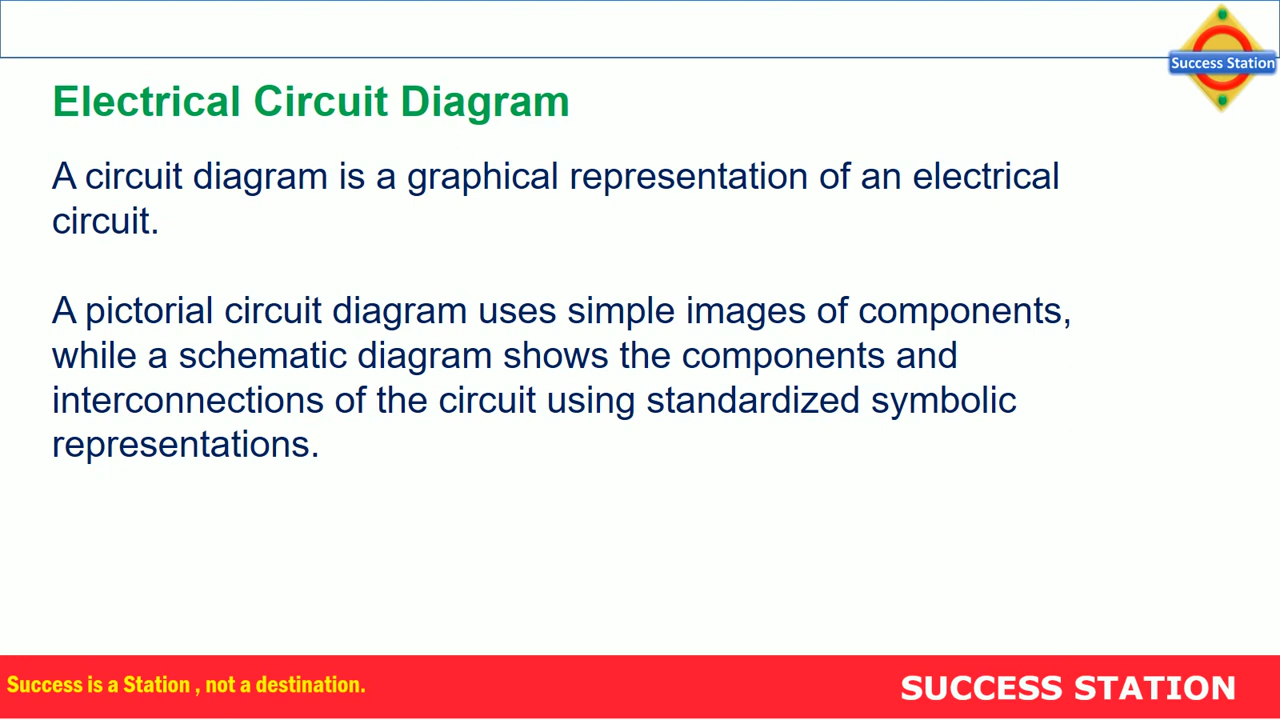 Success Station
Electrical Circuit Diagram
A circuit diagram is a graphical representation of an electrical
circuit.
A pictorial circuit diagram uses simple images of components,
while a schematic diagram shows the components and
interconnections of the circuit using standardized symbolic
representations.
Success is a Station , not a destination.
SUCCESS STATION